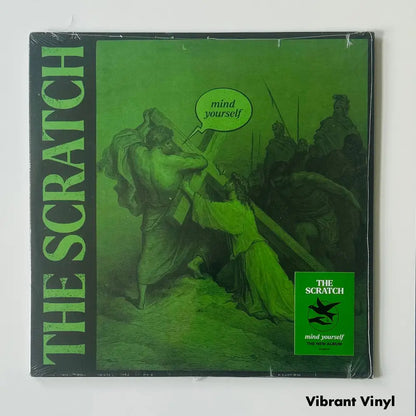 THE SCRATCH
mind
yourself
THE
SCRATCH
mind yourself
THE NEW ALBUM
Vibrant Vinyl